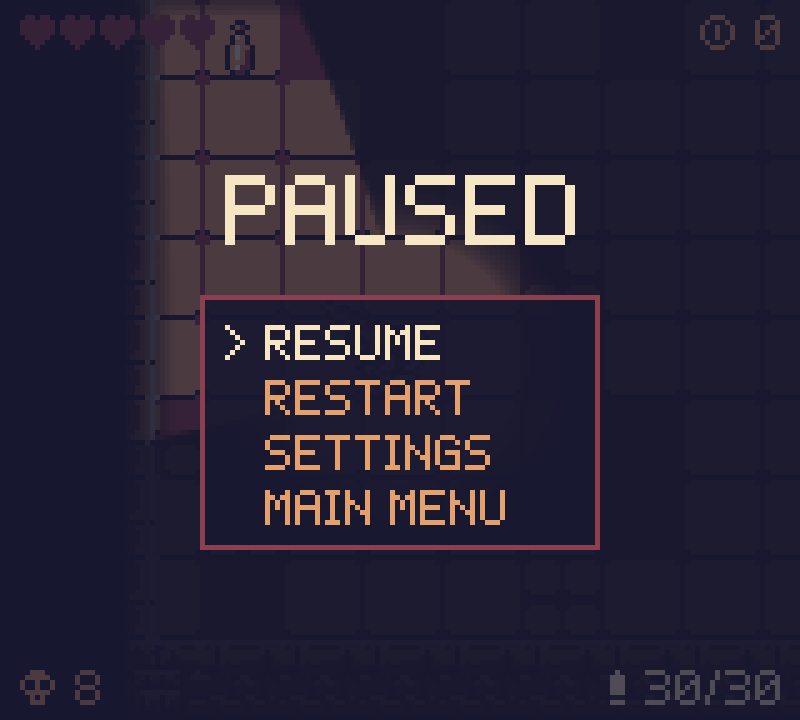 0
PAUSED
> RESUME
RESTART
SETTINGS
MAIN MENU
8
30/30